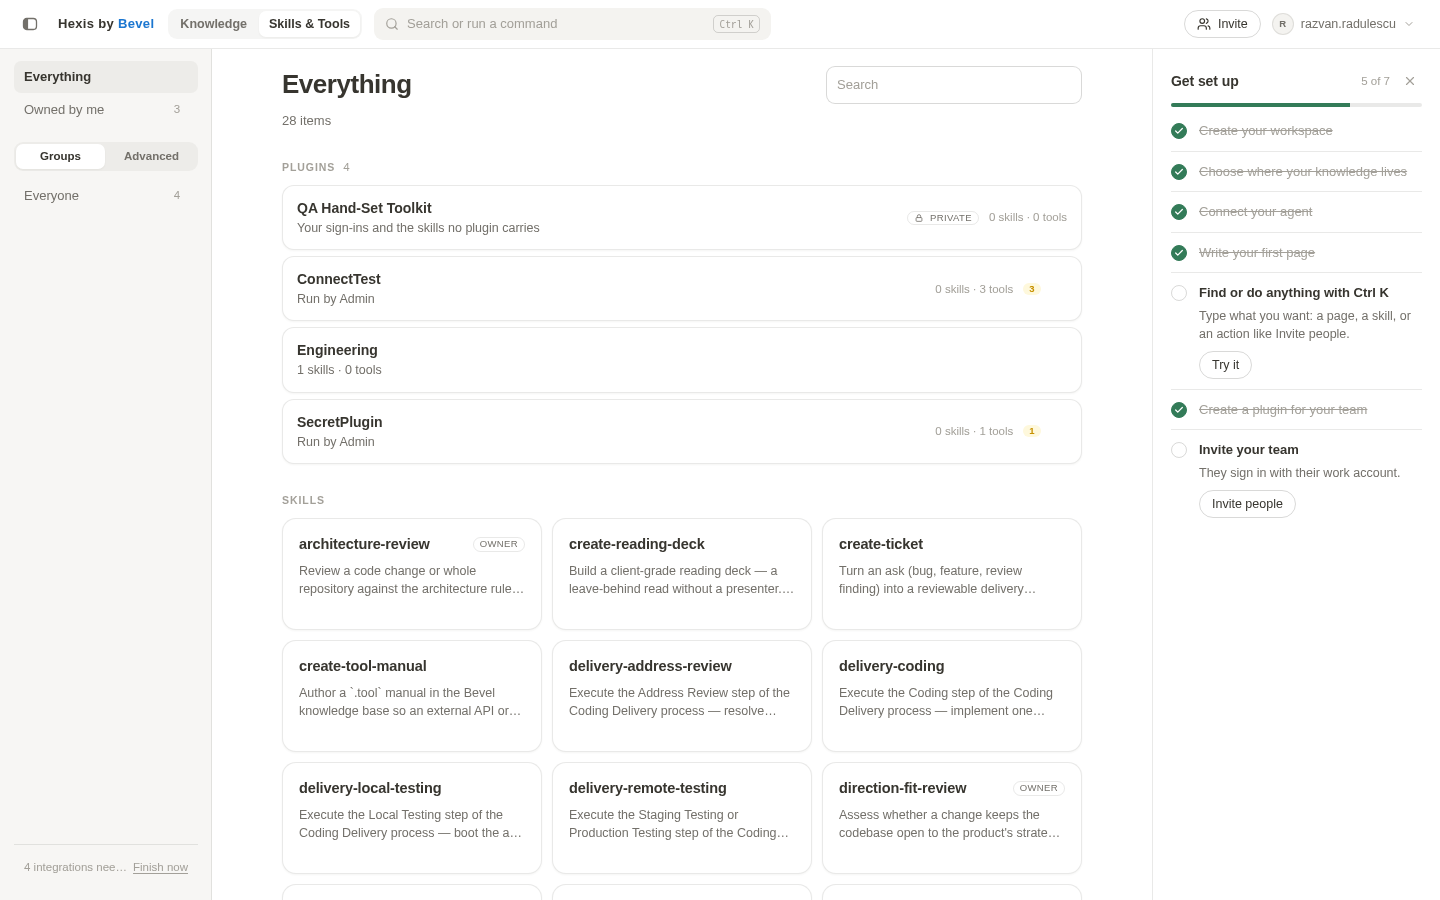 Hexis by Bevel
Knowledge
Skills & Tools
Search or run a command
Ctrl K
Invite
R
razvan.radulescu
Everything
Owned by me
3
Groups
Advanced
Everyone
4
4 integrations nee…
Finish now
Everything
Search
28 items
PLUGINS 4
QA Hand-Set Toolkit
Your sign-ins and the skills no plugin carries
PRIVATE
0 skills · 0 tools
ConnectTest
Run by Admin
0 skills · 3 tools
3
Engineering
1 skills · 0 tools
SecretPlugin
Run by Admin
0 skills · 1 tools
1
SKILLS
architecture-review
OWNER
Review a code change or whole
repository against the architecture rule…
create-reading-deck
Build a client-grade reading deck — a
leave-behind read without a presenter.…
create-ticket
Turn an ask (bug, feature, review
finding) into a reviewable delivery…
create-tool-manual
Author a `.tool` manual in the Bevel
knowledge base so an external API or…
delivery-address-review
Execute the Address Review step of the
Coding Delivery process — resolve…
delivery-coding
Execute the Coding step of the Coding
Delivery process — implement one…
delivery-local-testing
Execute the Local Testing step of the
Coding Delivery process — boot the a…
delivery-remote-testing
Execute the Staging Testing or
Production Testing step of the Coding…
direction-fit-review
OWNER
Assess whether a change keeps the
codebase open to the product's strate…
Get set up
5 of 7
Create your workspace
Choose where your knowledge lives
Connect your agent
Write your first page
Find or do anything with Ctrl K
Type what you want: a page, a skill, or
an action like Invite people.
Try it
Create a plugin for your team
Invite your team
They sign in with their work account.
Invite people